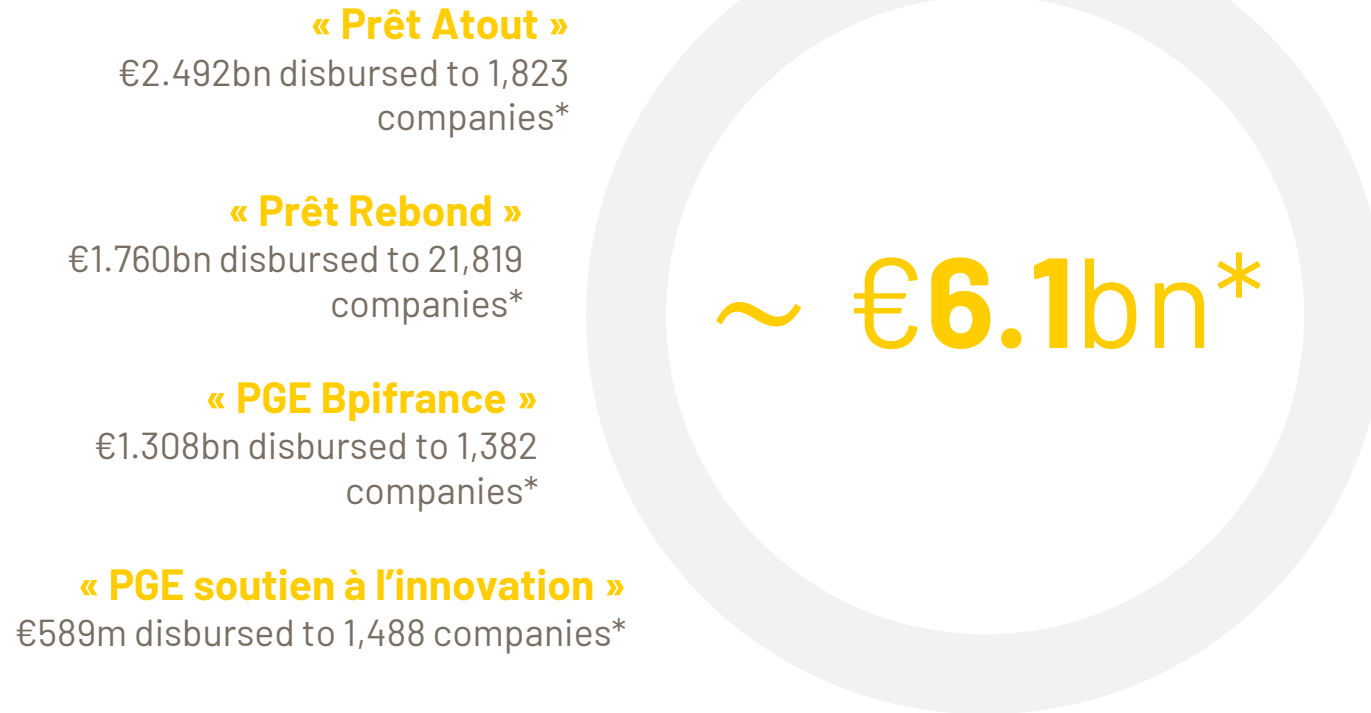 « Prêt Atout »
€2.492bn disbursed to 1,823
companies*
« Prêt Rebond »
€1.760bn disbursed to 21,819
companies*
« PGE Bpifrance »
€1.308bn disbursed to 1,382
companies*
« PGE soutien à l’innovation »
€589m disbursed to 1,488 companies*
~ €6.1bn*